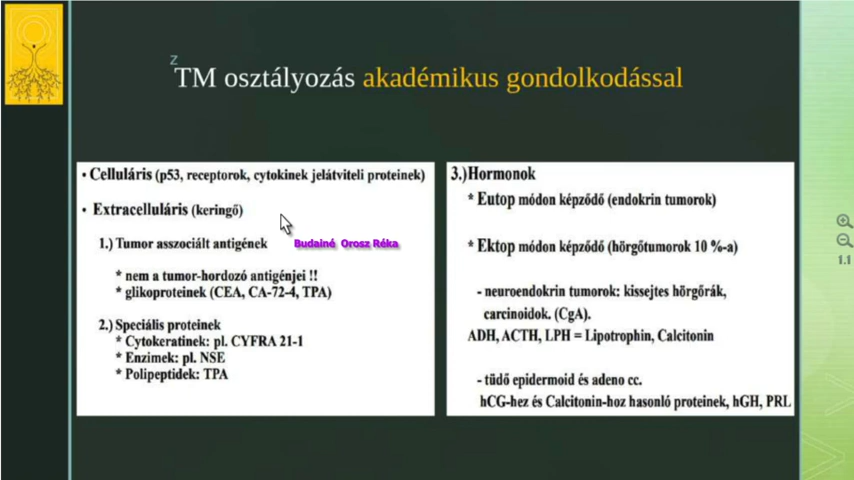 z
TM osztályozás akadémikus gondolkodással
• Celluláris (p53, receptorok, cytokinek jelátviteli proteinek)
• Extracelluláris (keringő)
1.) Tumor asszociált antigének
Budainé Orosz Réka
* nem a tumor-hordozó antigénjei !!
* glikoproteinek (CEA, CA-72-4, TPA)
2.) Speciális proteinek
* Cytokeratinek: pl. CYFRA 21-1
* Enzimek: pl. NSE
* Polipeptidek: TPA
3.)Hormonok
* Eutop módon képződő (endokrin tumorok)
* Ektop módon képződő (hörgőtumorok 10 %-a)
- neuroendokrin tumorok: kissejtes hörgőrák,
carcinoidok. (CgA).
ADH, ACTH, LPH = Lipotrophin, Calcitonin
- tüdő epidermoid és adeno cc.
hCG-hez és Calcitonin-hoz hasonló proteinek, hGH, PRL
1.1